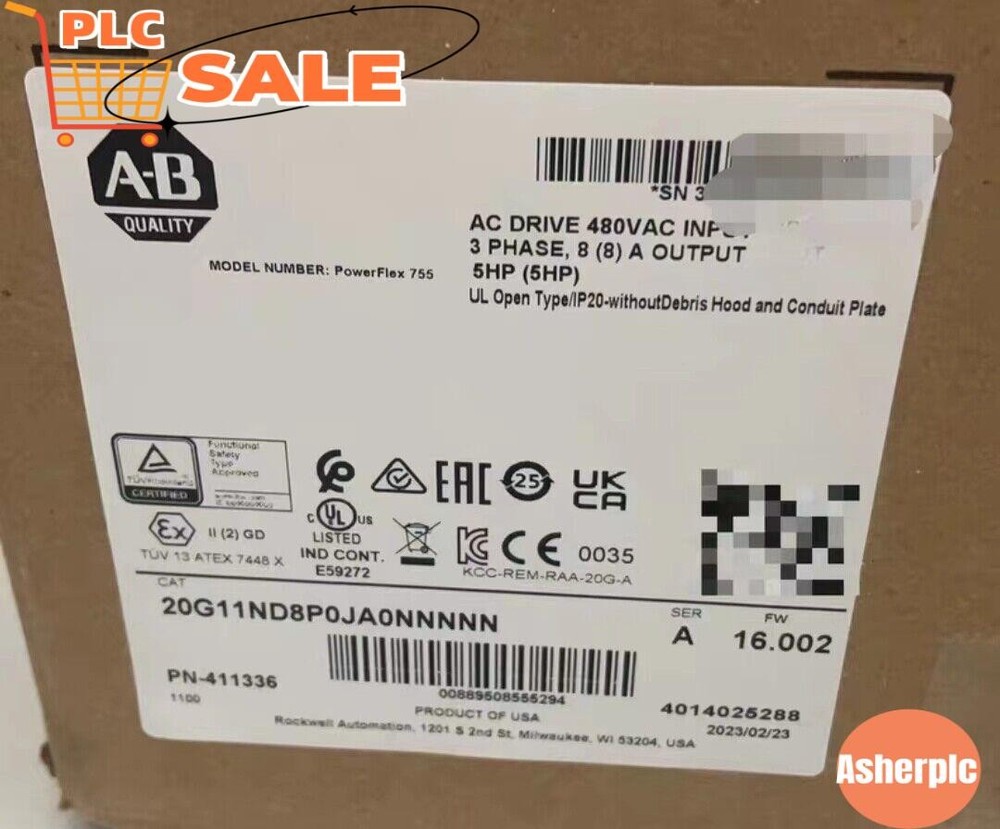 PLC
SALE
A-B
QUALITY
*SN 3
AC DRIVE 480VAC
3 PHASE, 8 (8) A OUTPUT
5HP (5HP)
UL Open Type/IP20-withoutDebris Hood and Conduit Plate
MODEL NUMBER: PowerFlex 755
Functional
Safety
Type
Approved
CERTIFIED
EAC
25
UK
CA
Ex
II (2) GD
TÜV 13 ATEX 7448 X
C UL US
LISTED
IND CONT.
E59272
CE 0035
KCC-REM-RAA-20G-A
CAT
20G11ND8P0JA0NNNNN
SER
A
FW
16.002
PN-411336
1100
00889508555294
PRODUCT OF USA
Rockwell Automation, 1201 S 2nd St, Milwaukee, WI 53204, USA
4014025288
2023/02/23
Asherplc